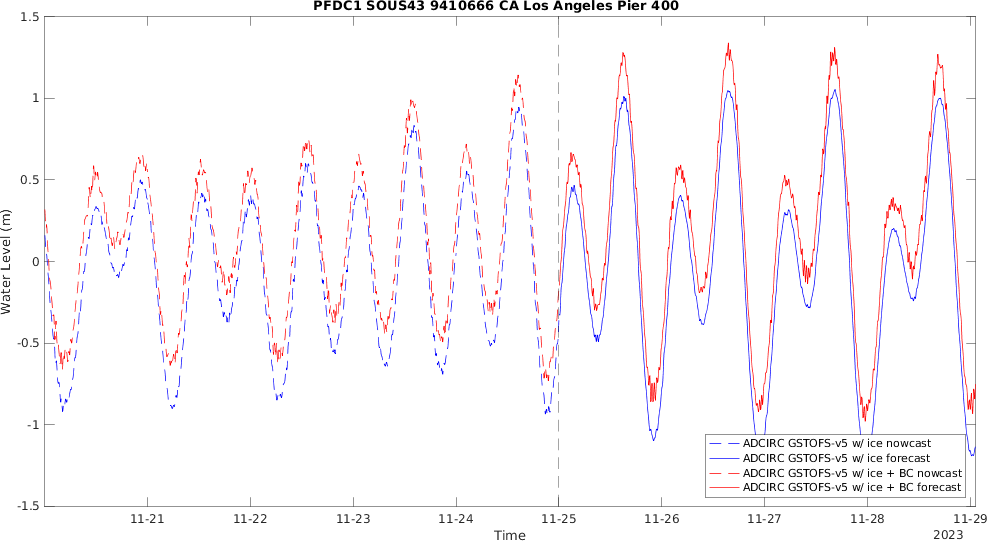 PFDC1 SOUS43 9410666 CA Los Angeles Pier 400
1.5
1
0.5
0
-0.5
-1
-1.5
Water Level (m)
11-21
11-22
11-23
11-24
11-25
11-26
11-27
11-28
11-29
Time
2023
ADCIRC GSTOFS-v5 w/ ice nowcast
ADCIRC GSTOFS-v5 w/ ice forecast
ADCIRC GSTOFS-v5 w/ ice + BC nowcast
ADCIRC GSTOFS-v5 w/ ice + BC forecast